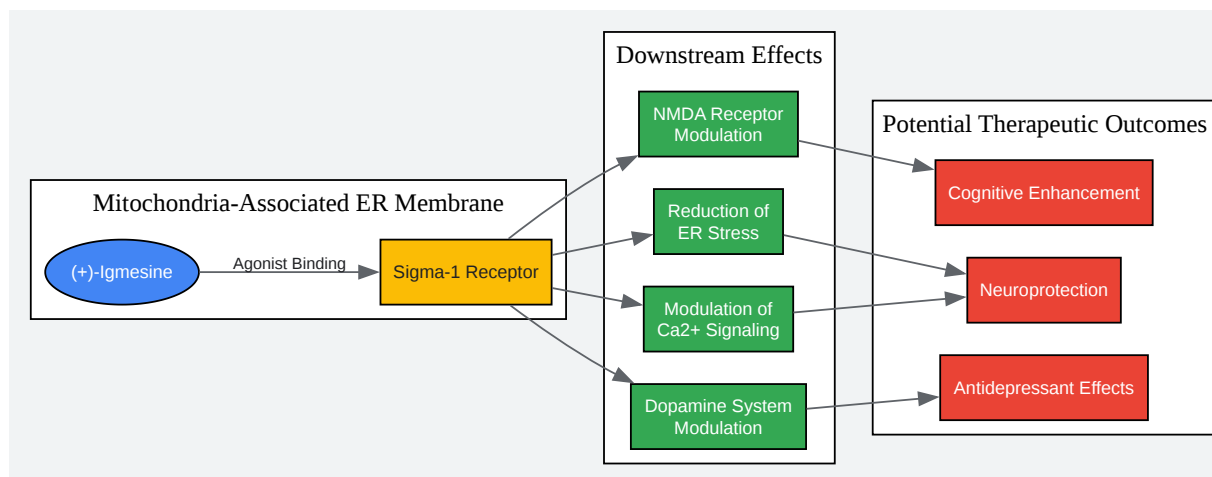 Mitochondria-Associated ER Membrane
(+)-Igmesine
Agonist Binding
Sigma-1 Receptor
Downstream Effects
NMDA Receptor
Modulation
Reduction of
ER Stress
Modulation of
Ca2+ Signaling
Dopamine System
Modulation
Potential Therapeutic Outcomes
Cognitive Enhancement
Neuroprotection
Antidepressant Effects